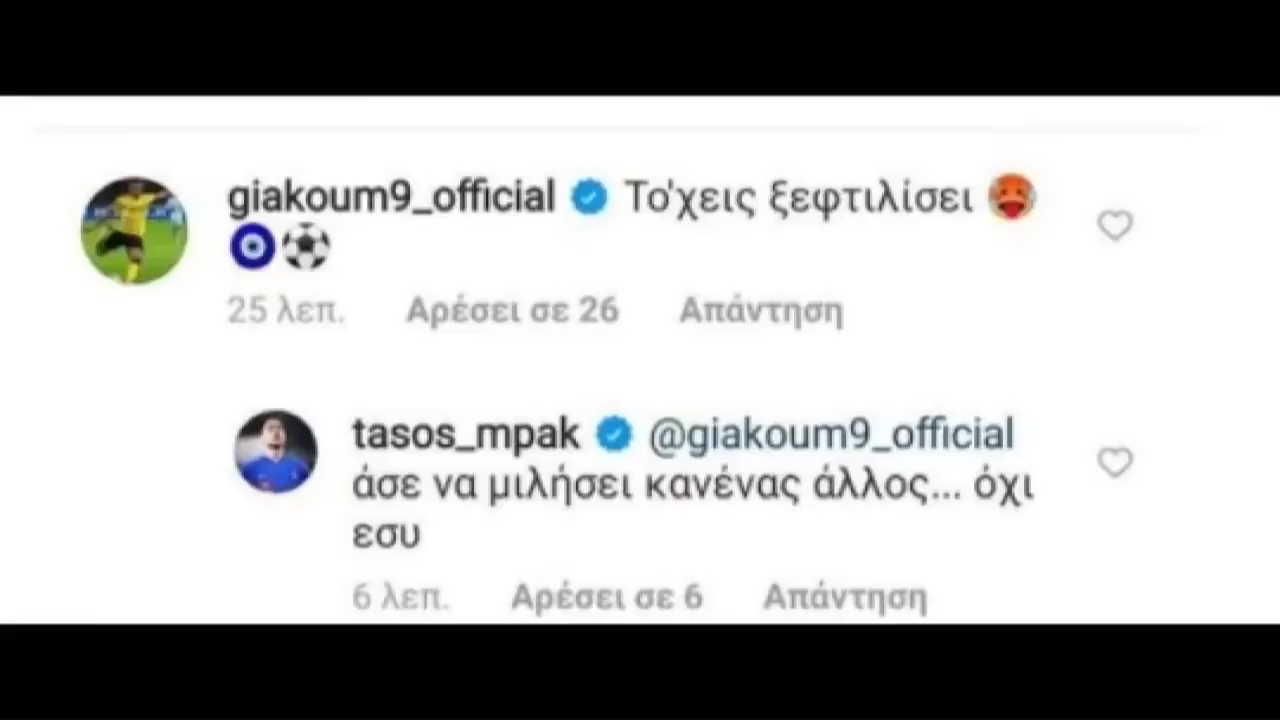 giakoum9_official Το'χεις ξεφτιλίσει 🥵
🧿⚽
25 λεπ. Αρέσει σε 26 Απάντηση
tasos_mpak @giakoum9_official
άσε να μιλήσει κανένας άλλος... όχι
εσυ
6 λεπ. Αρέσει σε 6 Απάντηση